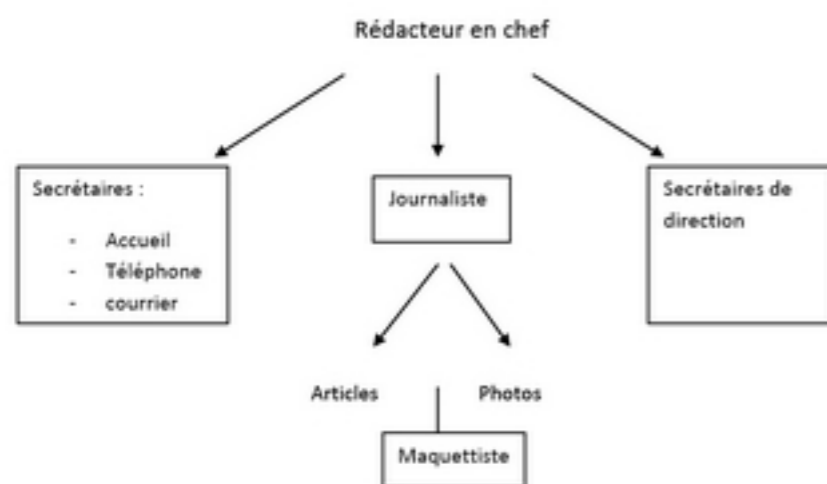 Rédacteur en chef
Secrétaires :
- Accueil
- Téléphone
- courrier
Journaliste
Secrétaires de
direction
Articles
Photos
Maquettiste